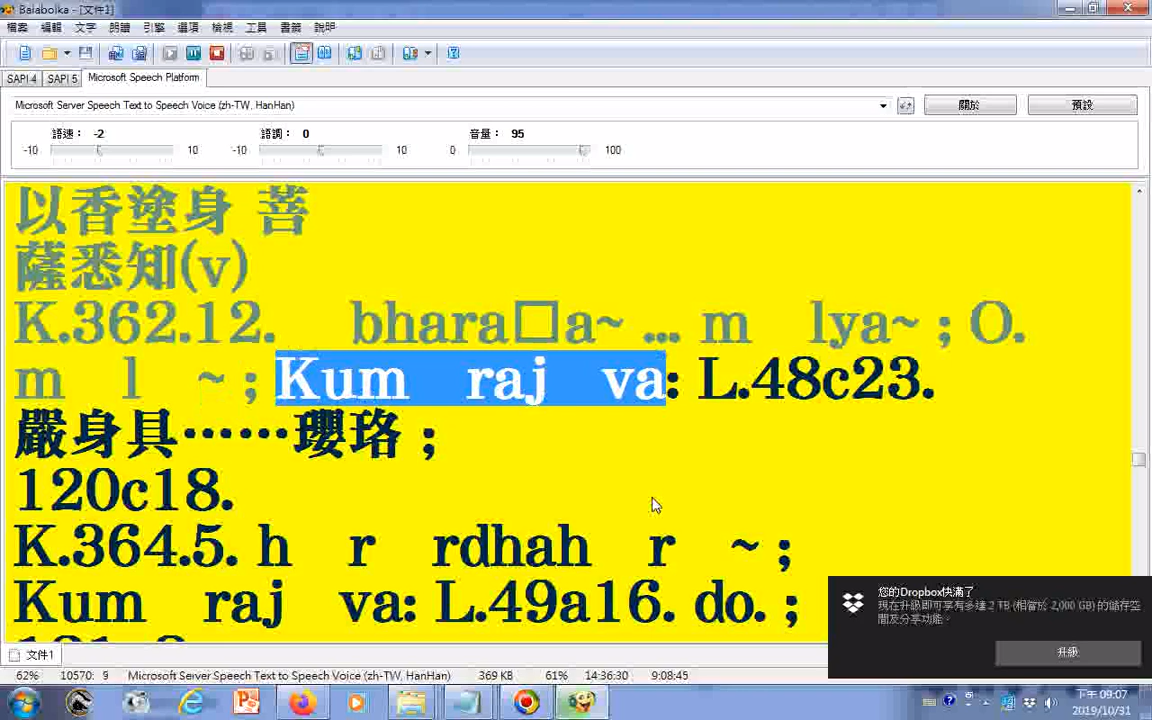 Balabolka - [文件1]
檔案 編輯 文字 朗讀 引擎 選項 檢視 工具 書籤 說明
SAPI 4 SAPI 5 Microsoft Speech Platform
Microsoft Server Speech Text to Speech Voice (zh-TW, HanHan)
關於 預設
語速： -2 語調： 0 音量： 95
-10 10 -10 10 0 100
以香塗身 菩
薩悉知(v)
K.362.12. bhara□a~ ... m lya~ ; O.
m l ~ ; Kum raj va: L.48c23.
嚴身具……瓔珞；
120c18.
K.364.5. h r rdhah r ~ ;
Kum raj va: L.49a16. do. ;
您的Dropbox快滿了
現在升級即可享有多達 2 TB (相當於 2,000 GB) 的儲存空
間及分享功能。
升級
文件1
62% 10570: 9 Microsoft Server Speech Text to Speech Voice (zh-TW, HanHan) 369 KB 61% 14:36:30 9:08:45
下午 09:07
2019/10/31